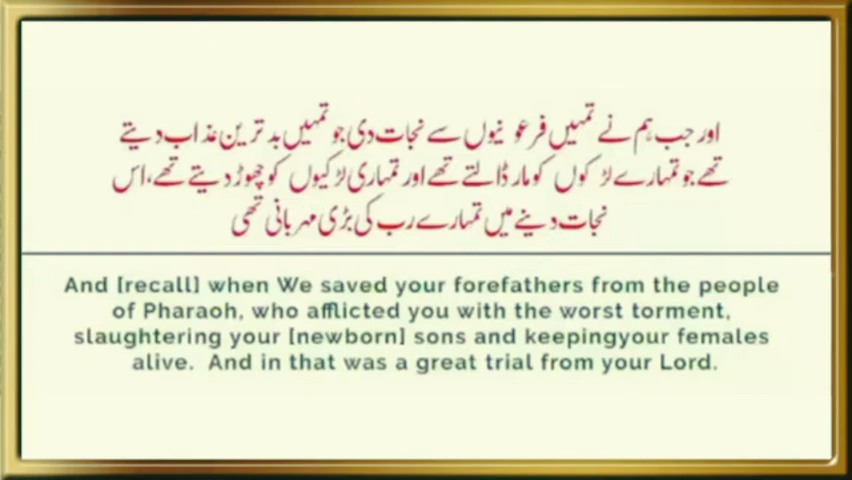 اور جب ہم نے تمہیں فرعونیوں سے نجات دی جو تمہیں بد ترین عذاب دیتے
تھے جو تمہارے لڑکوں کو مار ڈالتے تھے اور تمہاری لڑکیوں کو چھوڑ دیتے تھے، اس
نجات دینے میں تمہارے رب کی بڑی مہربانی تھی
And [recall] when We saved your forefathers from the people
of Pharaoh, who afflicted you with the worst torment,
slaughtering your [newborn] sons and keepingyour females
alive. And in that was a great trial from your Lord.